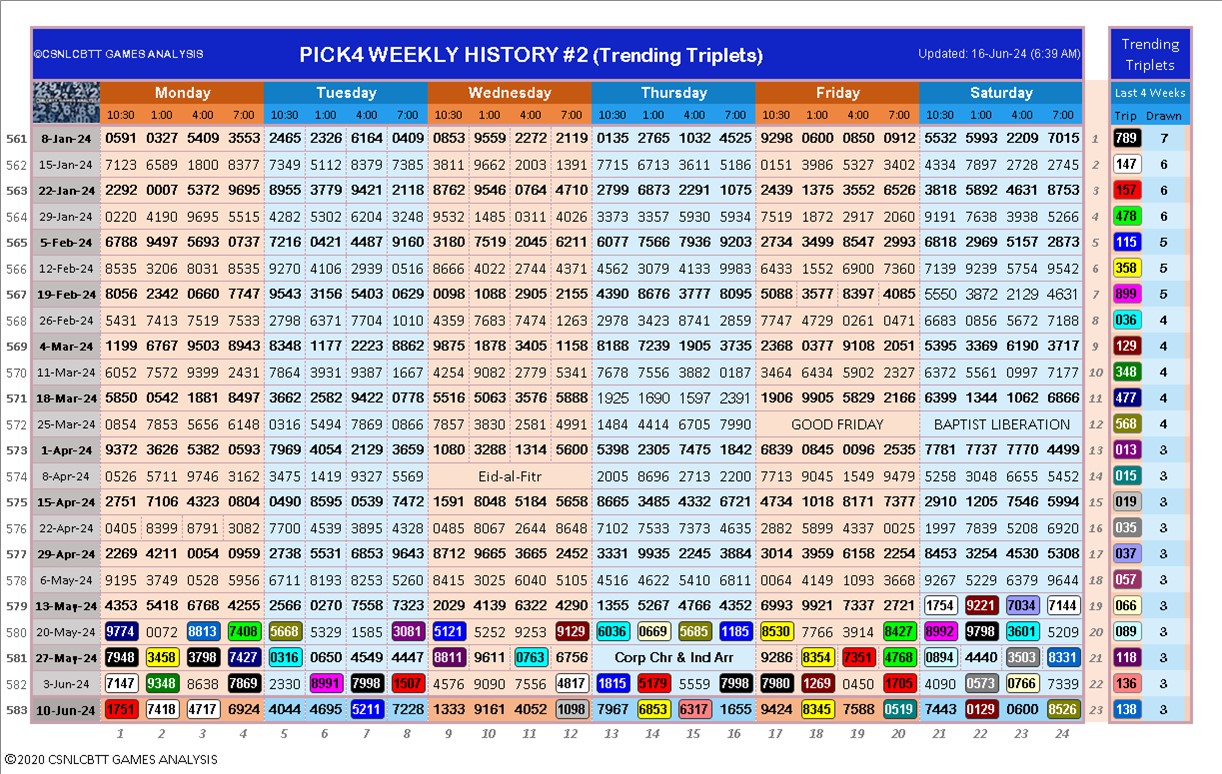 ©CSNLCBTT GAMES ANALYSIS PICK4 WEEKLY HISTORY #2 (Trending Triplets) Updated: 16-Jun-24 (6:39 AM) Trending
Triplets
Monday Tuesday Wednesday Thursday Friday Saturday Last 4 Weeks
10:30 1:00 4:00 7:00 10:30 1:00 4:00 7:00 10:30 1:00 4:00 7:00 10:30 1:00 4:00 7:00 10:30 1:00 4:00 7:00 10:30 1:00 4:00 7:00 Trip Drawn
561 8-Jan-24 0591 0327 5409 3553 2465 2326 6164 0409 0853 9559 2272 2119 0135 2765 1032 4525 9298 0600 0850 0912 5532 5993 2209 7015 1 789 7
562 15-Jan-24 7123 6589 1800 8377 7349 5112 8379 7385 9811 9662 2003 1391 7715 6713 3611 5186 0151 3986 5327 3402 4334 7897 2728 2745 2 147 6
563 22-Jan-24 2292 0007 5372 9695 8955 3779 9421 2118 8762 9546 0764 4710 2799 6873 2291 1075 2439 1375 3552 6526 3818 5892 4631 8753 3 157 6
564 29-Jan-24 0220 4190 9695 5515 4282 5302 6204 3248 9532 1485 0311 4026 3373 3357 5930 5934 7519 1872 2917 2060 9191 7638 3938 5266 4 478 6
565 5-Feb-24 6788 9497 5693 0737 7216 0421 4487 9160 3180 7519 2045 6211 6077 7566 7936 9203 2734 3499 8547 2993 6818 2969 5157 2873 5 115 5
566 12-Feb-24 8535 3206 8031 8535 9270 4106 2939 0516 8666 4022 2744 4371 4562 3079 4133 9983 6433 1552 6900 7360 7139 9239 5754 9542 6 358 5
567 19-Feb-24 8056 2342 0660 7747 9543 3156 5403 0629 0098 1088 2905 2155 4390 8676 3777 8095 5088 3577 8397 4085 5550 3872 2129 4631 7 899 5
568 26-Feb-24 5431 7413 7519 7533 2798 6371 7704 1018 4359 7683 7474 1263 2978 3423 8741 2859 7747 4729 0261 0471 6683 0856 5672 7188 8 036 4
569 4-Mar-24 1199 6767 9503 8943 8348 1177 2223 8862 9875 1878 3405 1158 8188 7239 1905 3735 2368 0377 9108 2051 5395 3369 6190 3717 9 129 4
570 11-Mar-24 6052 7572 9399 2431 7864 3931 9387 1667 4254 9082 2779 5341 7678 7556 3882 0187 3464 6434 5902 2327 6372 5561 0997 7177 10 348 4
571 18-Mar-24 5850 0542 1881 8497 3662 2582 9422 0778 5516 5063 3576 5888 1925 1690 1597 2391 1906 9905 5829 2166 6399 1344 1062 6866 11 477 4
572 25-Mar-24 0854 7853 5656 6148 0316 5494 7869 0866 7857 3830 2581 4991 1484 4414 6705 7990 GOOD FRIDAY BAPTIST LIBERATION 12 568 4
573 1-Apr-24 9372 3626 5382 0593 7969 4054 2129 3659 1080 3288 1314 5600 5398 2305 7475 1842 6839 0845 0096 2535 7781 7737 7770 4499 13 013 3
574 8-Apr-24 0526 5711 9746 3162 3475 1419 9327 5569 Eid-al-Fitr 2005 8696 2713 2200 7713 9045 1549 9479 5258 3048 6655 5452 14 015 3
575 15-Apr-24 2751 7106 4323 0804 0490 8595 0539 7472 1591 8048 5184 5658 8665 3485 4332 6721 4734 1018 8171 7377 2910 1205 7546 5994 15 019 3
576 22-Apr-24 0405 8399 8791 3082 7700 4539 3895 4328 0485 8067 2644 8648 7102 7533 7373 4635 2882 5899 4337 0025 1997 7839 5208 6920 16 035 3
577 29-Apr-24 2269 4211 0054 0959 2738 5531 6853 9643 8712 9665 3665 2452 3331 9935 2245 3884 3014 3959 6158 2254 8453 3254 4530 5308 17 037 3
578 6-May-24 9195 3749 0528 5956 6711 8193 8253 5260 8415 3025 6040 5105 4516 4622 5410 6811 0064 4149 1093 3668 9267 5229 6379 9644 18 057 3
579 13-May-24 4353 5418 6768 4255 2566 0270 7558 7323 2029 4139 6322 4290 1355 5267 4766 4352 6993 9921 7337 2721 1754 9221 7034 7144 19 066 3
580 20-May-24 9774 0072 8813 7408 5668 5329 1585 3081 5121 5252 9253 9129 6036 0669 5685 1185 8530 7766 3914 8427 8992 9798 3601 5209 20 089 3
581 27-May-24 7948 3458 3798 7427 0316 0650 4549 4447 8811 9611 0763 6756 Corp Chr & Ind Arr 9286 8354 7351 4768 0894 4440 3503 8331 21 118 3
582 3-Jun-24 7147 9348 8638 7869 2330 8991 7998 1507 4576 9090 7556 4817 1815 5179 5559 7998 7980 1269 0450 1705 4090 0573 0766 7339 22 136 3
583 10-Jun-24 1751 7418 4717 6924 4044 4695 5211 7228 1333 9161 4052 1098 7967 6853 6317 1655 9424 8345 7588 0519 7443 0129 0600 8526 23 138 3
1 2 3 4 5 6 7 8 9 10 11 12 13 14 15 16 17 18 19 20 21 22 23 24
©2020 CSNLCBTT GAMES ANALYSIS